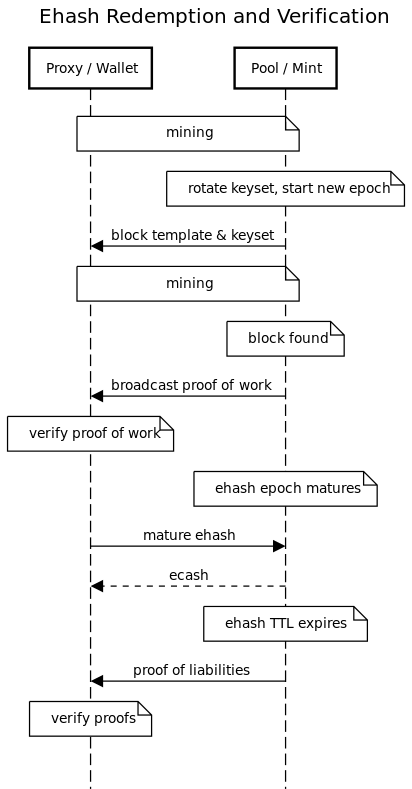 Ehash Redemption and Verification
Proxy / Wallet
Pool / Mint
mining
rotate keyset, start new epoch
block template & keyset
mining
block found
broadcast proof of work
verify proof of work
ehash epoch matures
mature ehash
ecash
ehash TTL expires
proof of liabilities
verify proofs